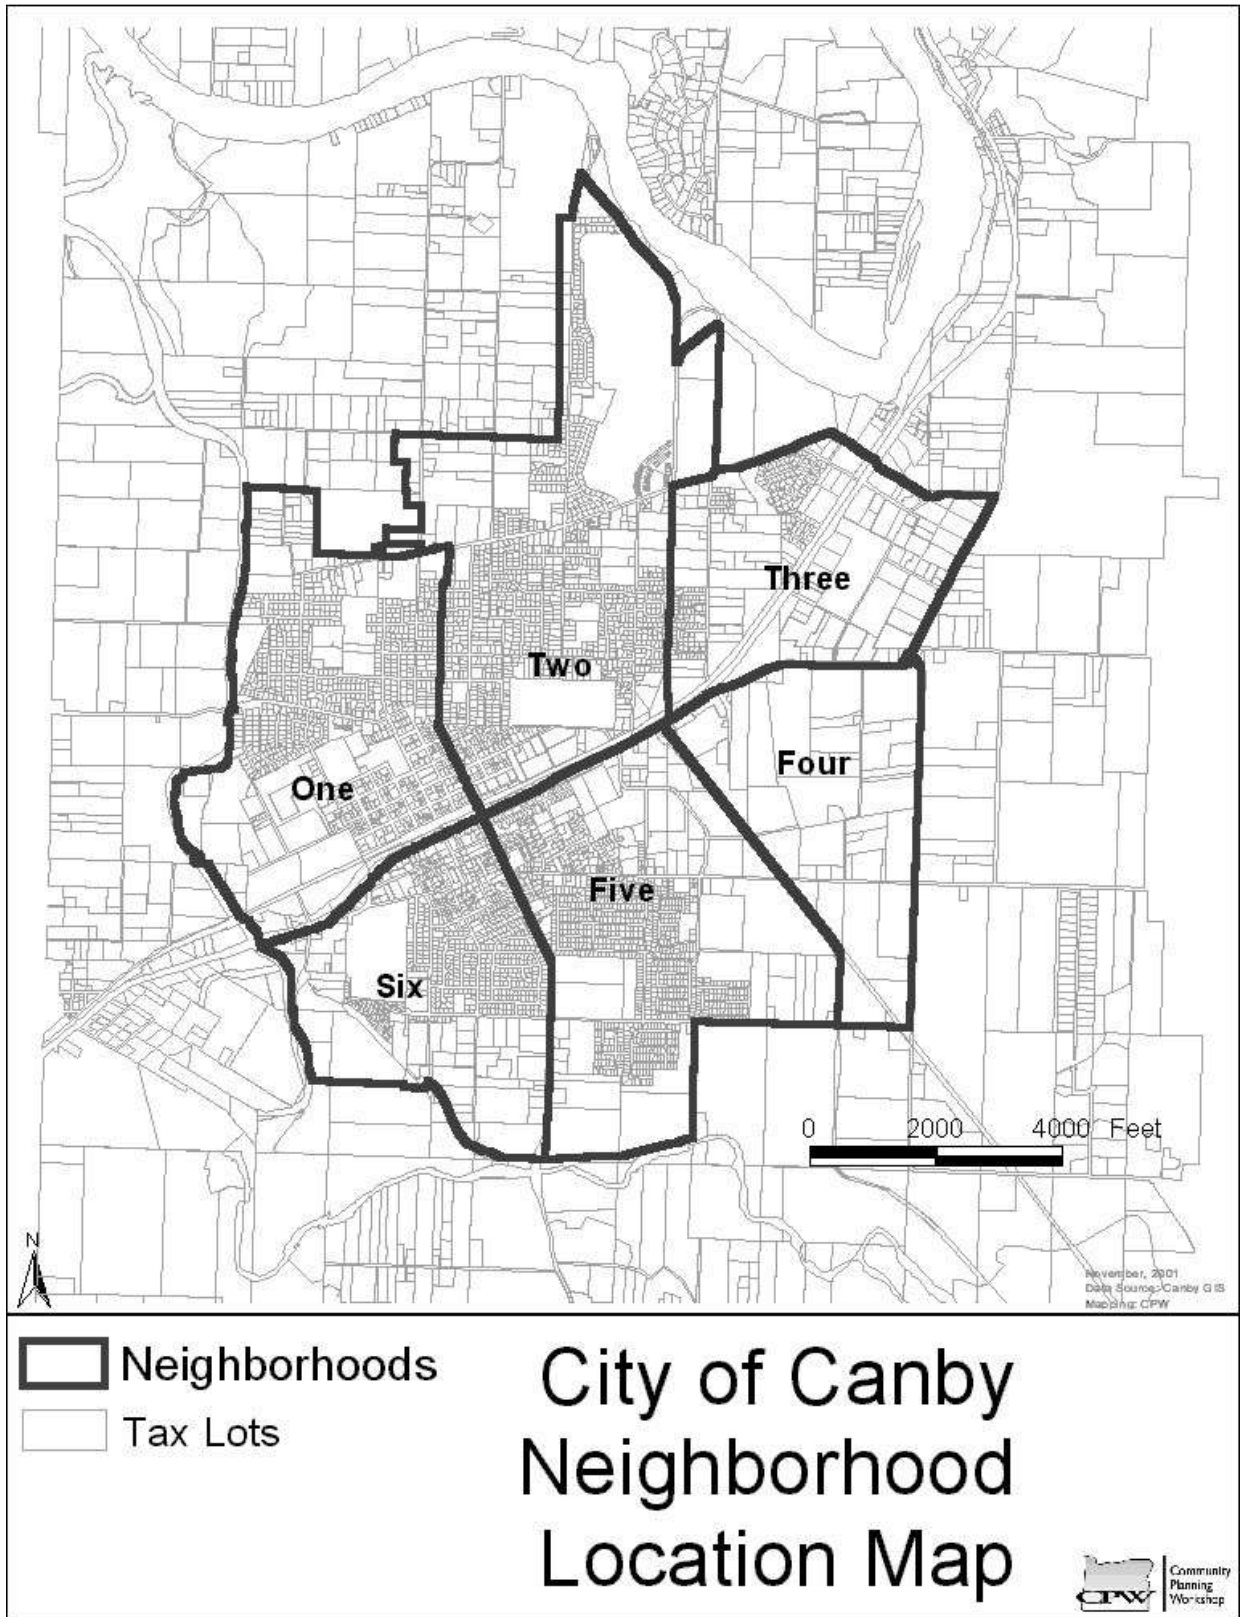 Three
Two
Four
One
Five
Six
0 2000 4000 Feet
N
November, 2001
Data Source: Canby GIS
Mapping: CPW
Neighborhoods
Tax Lots
City of Canby
Neighborhood
Location Map
CPW
Community
Planning
Workshop